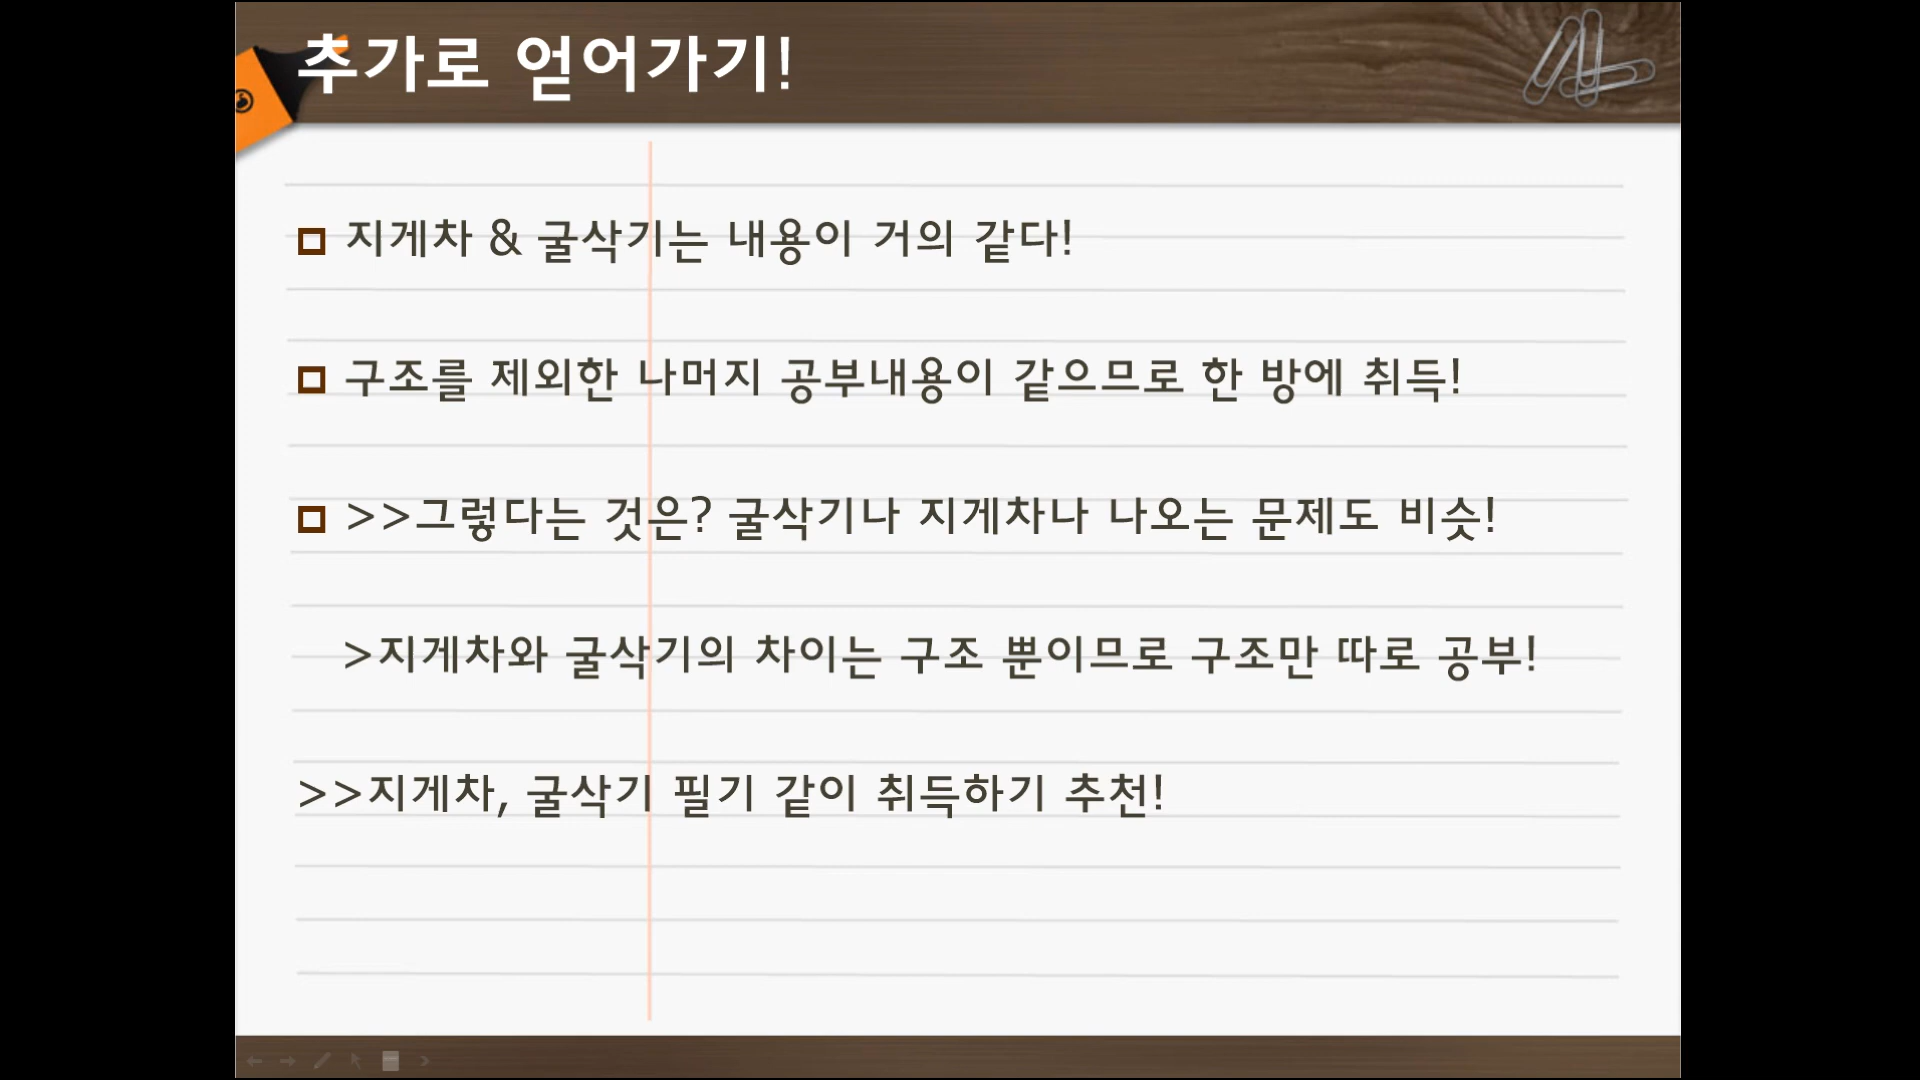 추가로 얻어가기!
지게차 & 굴삭기는 내용이 거의 같다!
구조를 제외한 나머지 공부내용이 같으므로 한 방에 취득!
>>그렇다는 것은? 굴삭기나 지게차나 나오는 문제도 비슷!
>지게차와 굴삭기의 차이는 구조 뿐이므로 구조만 따로 공부!
>>지게차, 굴삭기 필기 같이 취득하기 추천!